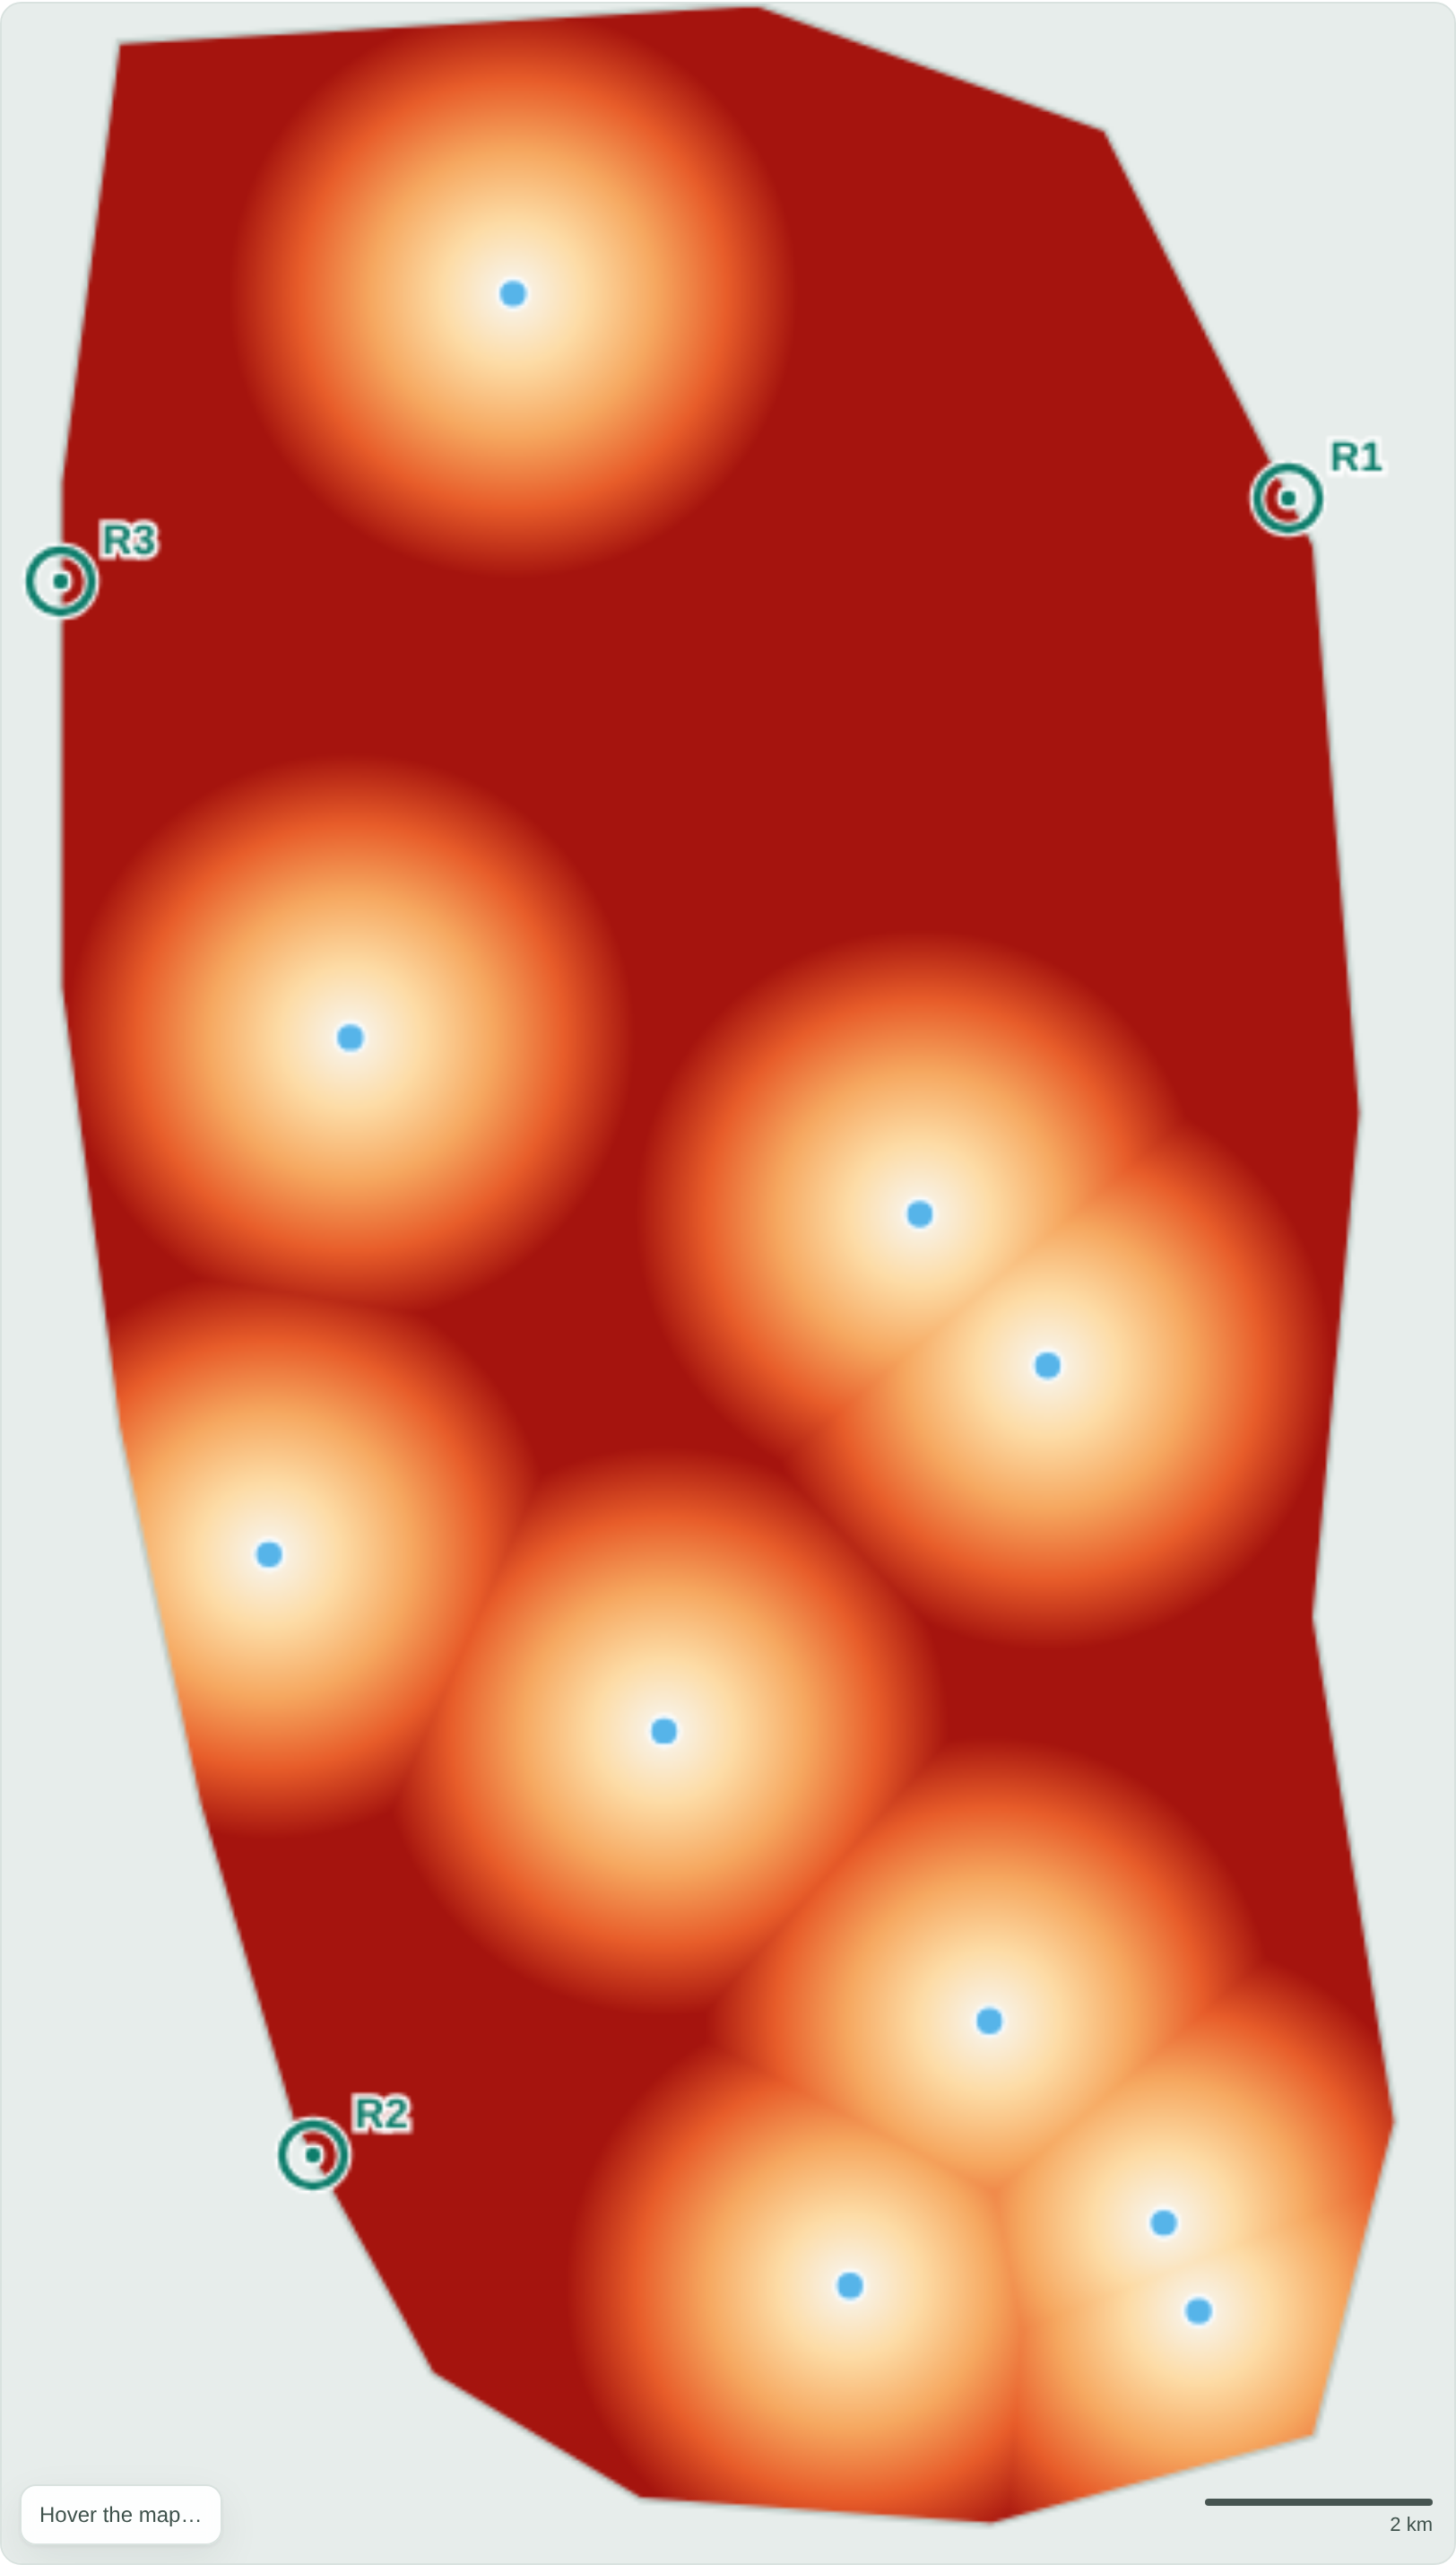 R1
R3
R2
Hover the map…
2 km